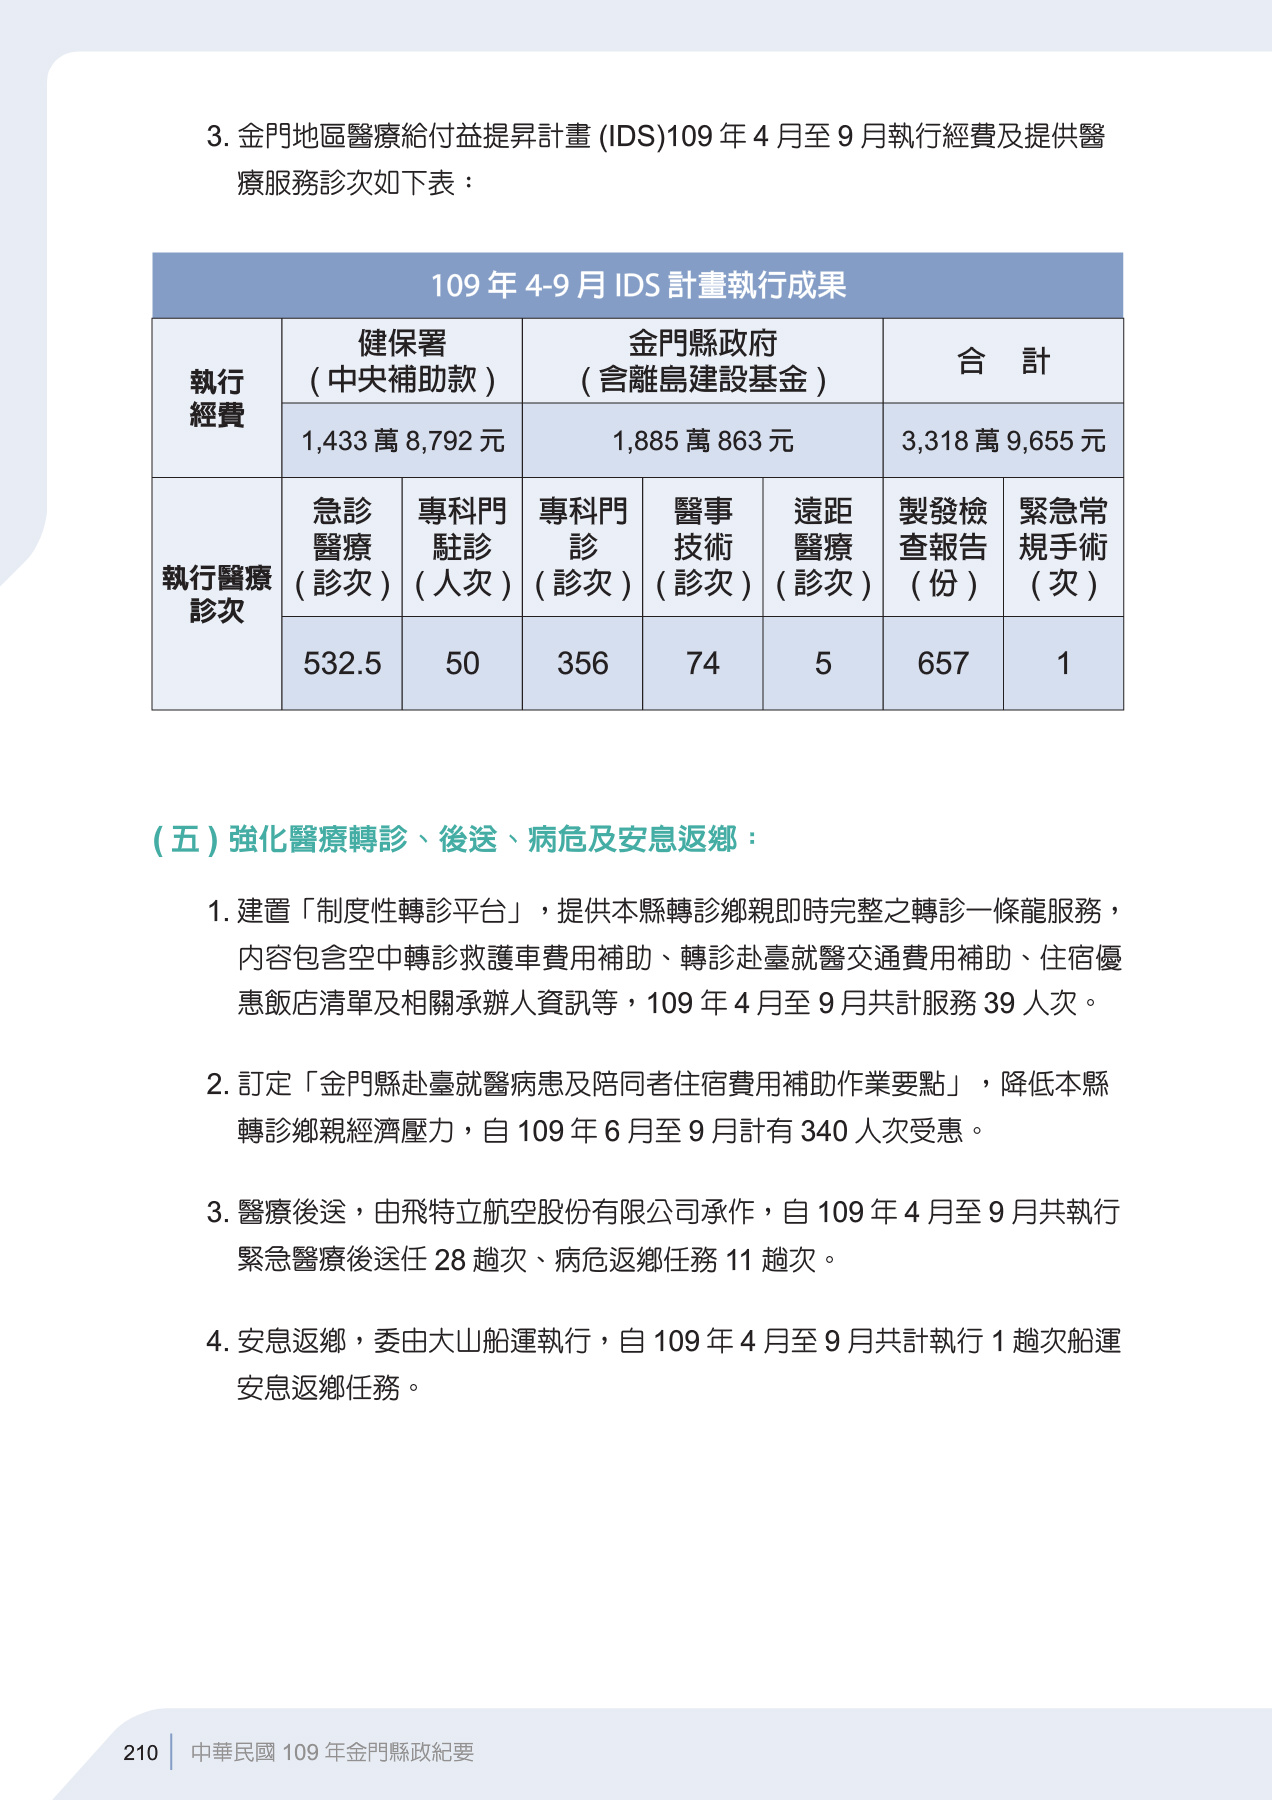 3. 金門地區醫療給付益提昇計畫 (IDS)109 年 4 月至 9 月執行經費及提供醫
療服務診次如下表：
109 年 4-9 月 IDS 計畫執行成果
執行
經費
健保署
( 中央補助款 )
金門縣政府
( 含離島建設基金 )
合　計
1,433 萬 8,792 元
1,885 萬 863 元
3,318 萬 9,655 元
執行醫療
診次
急診
醫療
( 診次 )
專科門
駐診
( 人次 )
專科門
診
( 診次 )
醫事
技術
( 診次 )
遠距
醫療
( 診次 )
製發檢
查報告
( 份 )
緊急常
規手術
( 次 )
532.5
50
356
74
5
657
1
( 五 ) 強化醫療轉診、後送、病危及安息返鄉：
1. 建置「制度性轉診平台」，提供本縣轉診鄉親即時完整之轉診一條龍服務，
內容包含空中轉診救護車費用補助、轉診赴臺就醫交通費用補助、住宿優
惠飯店清單及相關承辦人資訊等，109 年 4 月至 9 月共計服務 39 人次。
2. 訂定「金門縣赴臺就醫病患及陪同者住宿費用補助作業要點」，降低本縣
轉診鄉親經濟壓力，自 109 年 6 月至 9 月計有 340 人次受惠。
3. 醫療後送，由飛特立航空股份有限公司承作，自 109 年 4 月至 9 月共執行
緊急醫療後送任 28 趟次、病危返鄉任務 11 趟次。
4. 安息返鄉，委由大山船運執行，自 109 年 4 月至 9 月共計執行 1 趟次船運
安息返鄉任務。
210
中華民國 109 年金門縣政紀要